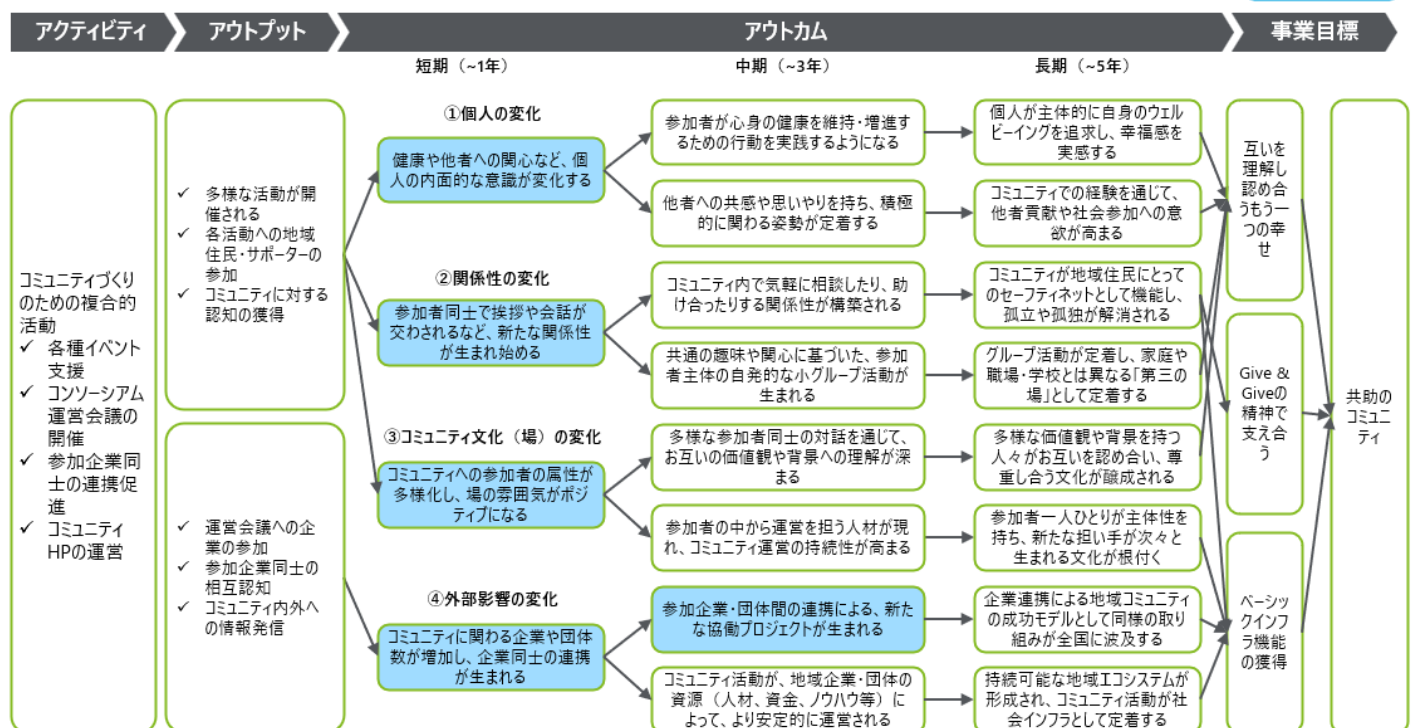 アクティビティ
アウトプット
アウトカム
事業目標
短期（~1年）
中期（~3年）
長期（~5年）
コミュニティづくり
のための複合的
活動
✓ 各種イベント
支援
✓ コンソーシアム
運営会議の
開催
✓ 参加企業同
士の連携促
進
✓ コミュニティ
HPの運営
✓ 多様な活動が開
催される
✓ 各活動への地域
住民・サポーターの
参加
✓ コミュニティに対する
認知の獲得
✓ 運営会議への企
業の参加
✓ 参加企業同士の
相互認知
✓ コミュニティ内外へ
の情報発信
①個人の変化
健康や他者への関心など、個
人の内面的な意識が変化する
参加者が心身の健康を維持・増進す
るための行動を実践するようになる
個人が主体的に自身のウェル
ビーイングを追求し、幸福感を
実感する
他者への共感や思いやりを持ち、積極
的に関わる姿勢が定着する
コミュニティでの経験を通じて、
他者貢献や社会参加への意
欲が高まる
②関係性の変化
参加者同士で挨拶や会話が
交わされるなど、新たな関係性
が生まれ始める
コミュニティ内で気軽に相談したり、助
け合ったりする関係性が構築される
コミュニティが地域住民にとって
のセーフティネットとして機能し、
孤立や孤独が解消される
共通の趣味や関心に基づいた、参加
者主体の自発的な小グループ活動が
生まれる
グループ活動が定着し、家庭や
職場・学校とは異なる「第三の
場」として定着する
③コミュニティ文化（場）の変化
コミュニティへの参加者の属性が
多様化し、場の雰囲気がポジ
ティブになる
多様な参加者同士の対話を通じて、
お互いの価値観や背景への理解が深
まる
多様な価値観や背景を持つ
人々がお互いを認め合い、尊
重し合う文化が醸成される
参加者の中から運営を担う人材が現
れ、コミュニティ運営の持続性が高まる
参加者一人ひとりが主体性を
持ち、新たな担い手が次々と
生まれる文化が根付く
④外部影響の変化
コミュニティに関わる企業や団体
数が増加し、企業同士の連携
が生まれる
参加企業・団体間の連携による、新た
な協働プロジェクトが生まれる
企業連携による地域コミュニティ
の成功モデルとして同様の取り
組みが全国に波及する
コミュニティ活動が、地域企業・団体の
資源（人材、資金、ノウハウ等）に
よって、より安定的に運営される
持続可能な地域エコシステムが
形成され、コミュニティ活動が社
会インフラとして定着する
互いを
理解し
認め合
うもう一
つの幸
せ
Give &
Giveの
精神で
支え合
う
ベーシッ
クインフ
ラ機能
の獲得
共助の
コミュニ
ティ